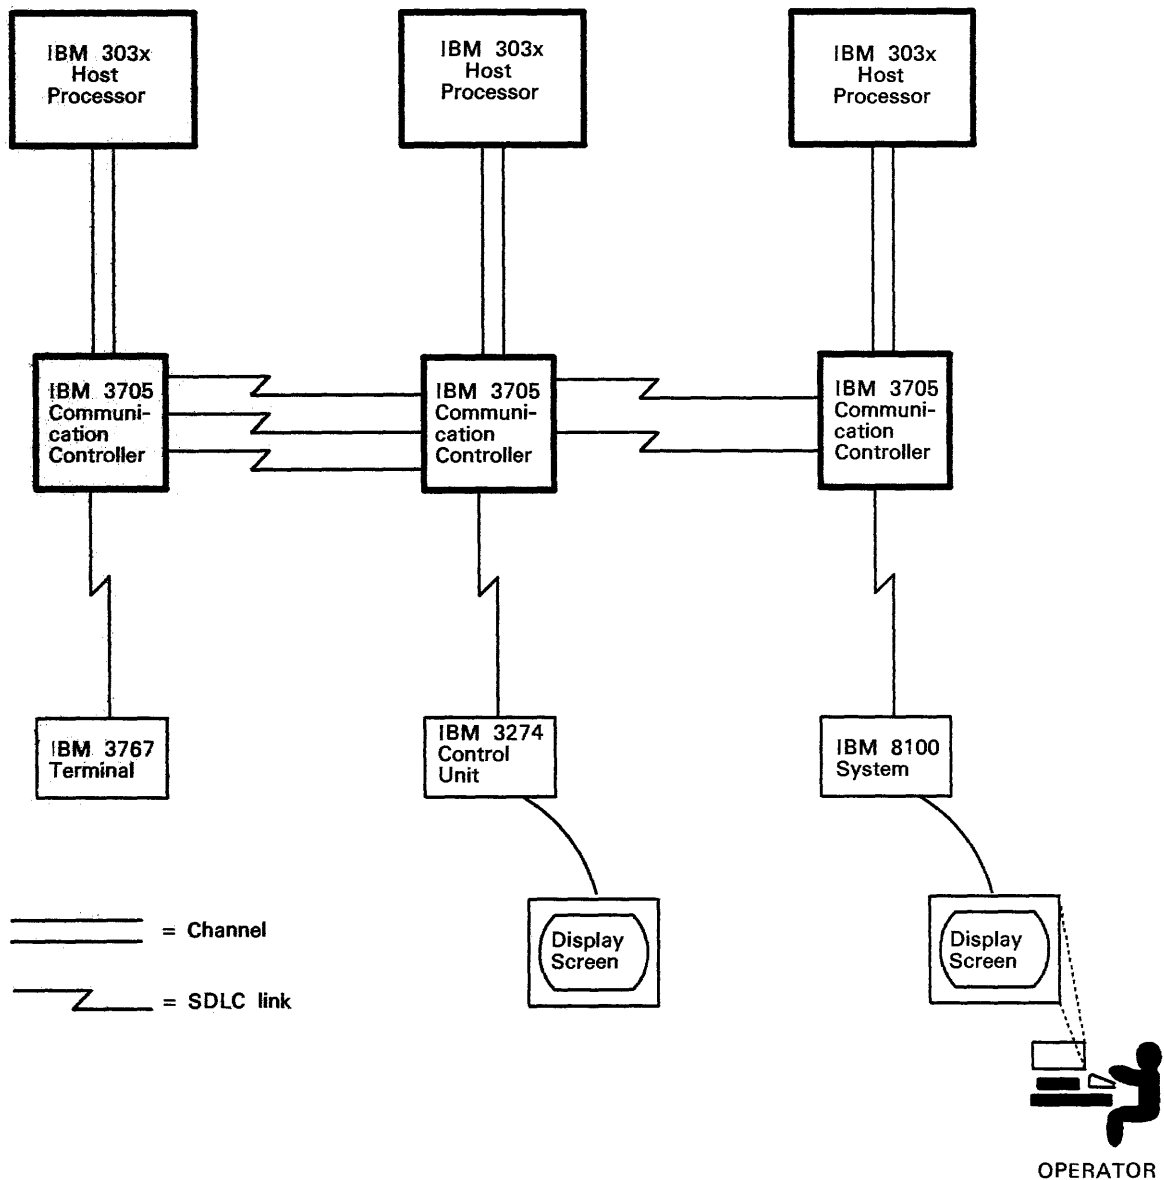 IBM 303x
Host
Processor
IBM 303x
Host
Processor
IBM 303x
Host
Processor
IBM 3705
Communi-
cation
Controller
IBM 3705
Communi-
cation
Controller
IBM 3705
Communi-
cation
Controller
IBM 3767
Terminal
IBM 3274
Control
Unit
IBM 8100
System
= Channel
= SDLC link
Display
Screen
Display
Screen
OPERATOR